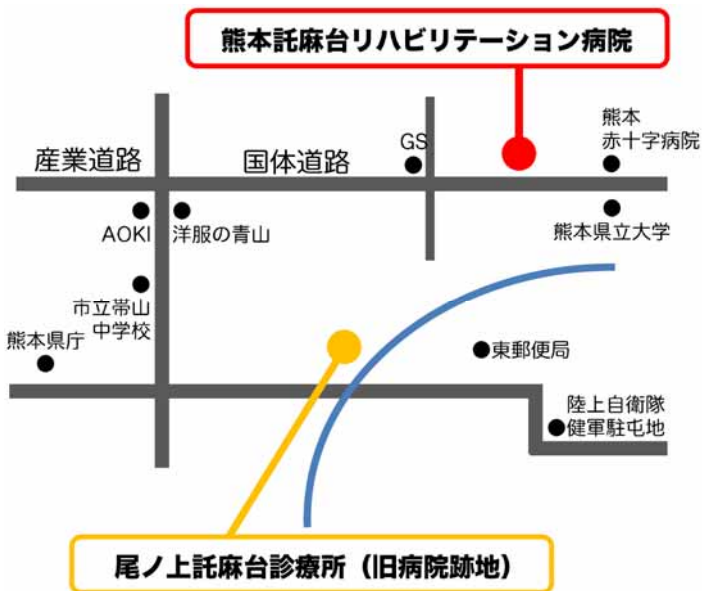 熊本託麻台リハビリテーション病院
熊本
赤十字病院
GS
産業道路
国体道路
AOKI
洋服の青山
熊本県立大学
市立帯山
中学校
熊本県庁
東郵便局
陸上自衛隊
健軍駐屯地
尾ノ上託麻台診療所（旧病院跡地）